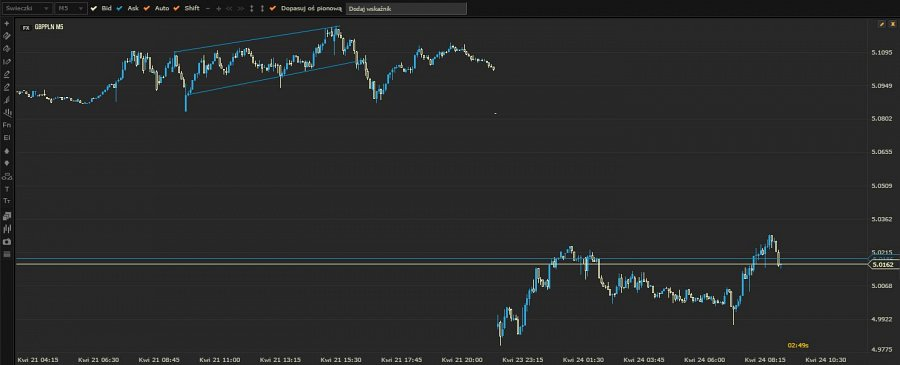 Świeczki M5 Bid Ask Auto Shift Dopasuj oś pionową Dodaj wskaźnik
FX GBPPLN M5
5.1095
5.0949
5.0802
5.0655
5.0509
5.0362
5.0215
5.0162
5.0068
4.9922
4.9775
Fn
EI
T
TT
02:49s
Kwi 21 04:15 Kwi 21 06:30 Kwi 21 08:45 Kwi 21 11:00 Kwi 21 13:15 Kwi 21 15:30 Kwi 21 17:45 Kwi 21 20:00 Kwi 23 23:15 Kwi 24 01:30 Kwi 24 03:45 Kwi 24 06:00 Kwi 24 08:15 Kwi 24 10:30